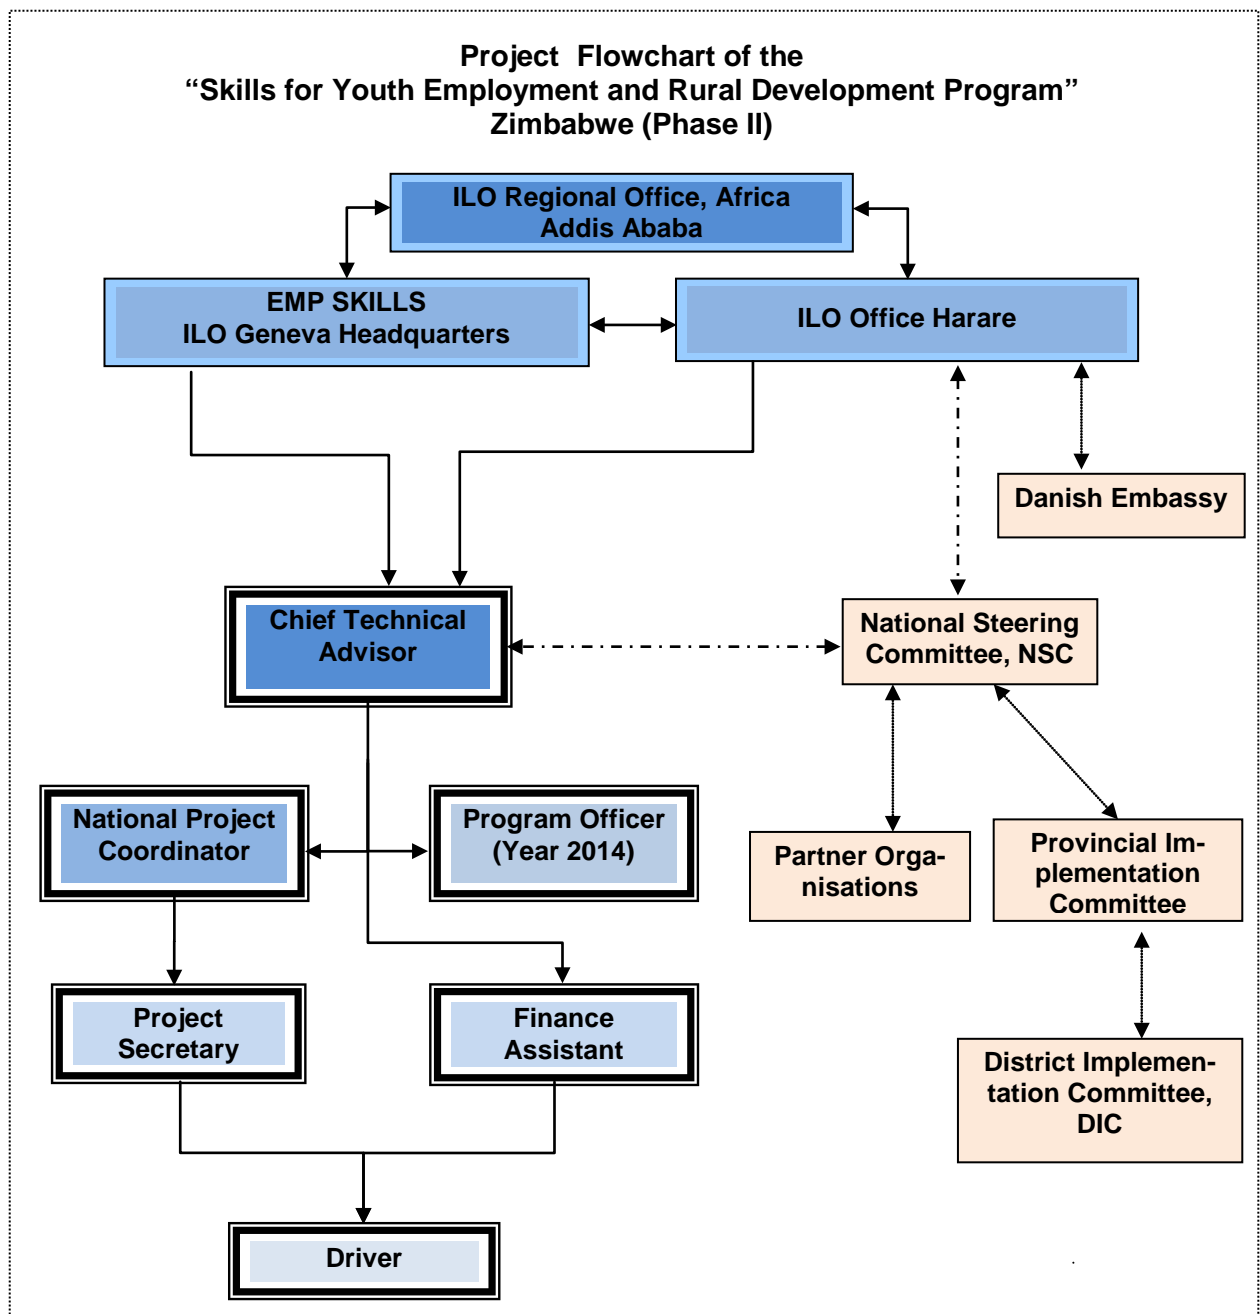 Project Flowchart of the
“Skills for Youth Employment and Rural Development Program”
Zimbabwe (Phase II)
ILO Regional Office, Africa
Addis Ababa
EMP SKILLS
ILO Geneva Headquarters
ILO Office Harare
Danish Embassy
Chief Technical
Advisor
National Steering
Committee, NSC
National Project
Coordinator
Program Officer
(Year 2014)
Partner Orga-
nisations
Provincial Im-
plementation
Committee
Project
Secretary
Finance
Assistant
District Implemen-
tation Committee,
DIC
Driver
.